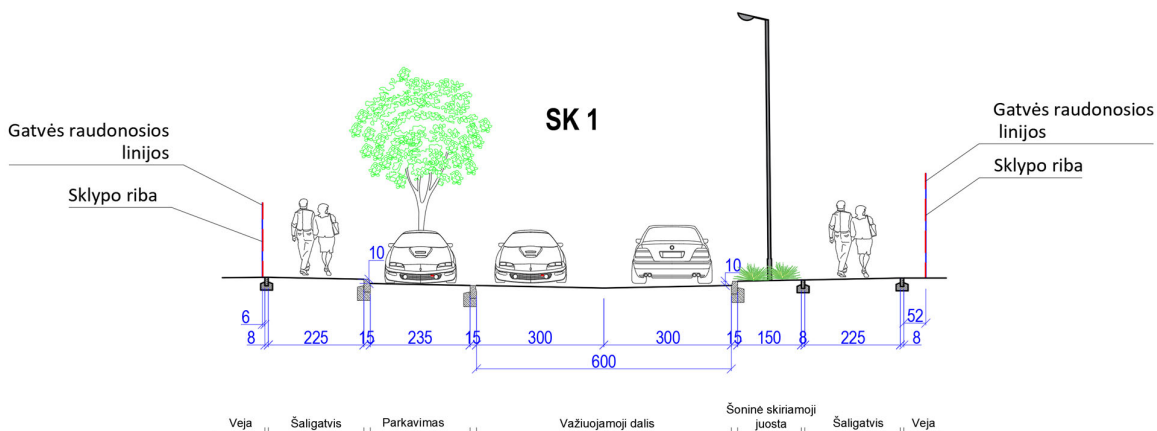 SK 1
Gatvės raudonosios
linijos
Sklypo riba
Gatvės raudonosios
linijos
Sklypo riba
10
10
6
52
8 225 15 235 15 300 300 15 150 8 225 8
600
Veja Šaligatvis Parkavimas Važiuojamoji dalis Šoninė skiriamoji
juosta Šaligatvis Veja